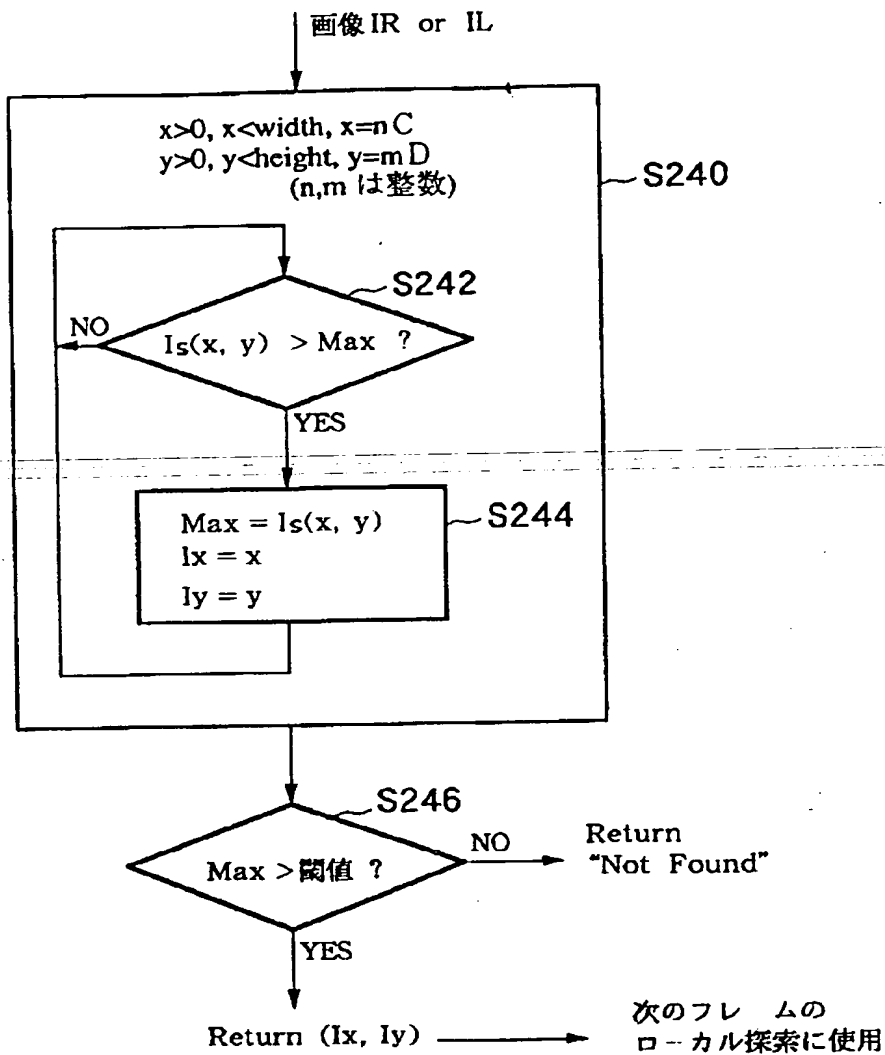 画像IR or IL
x>0, x<width, x=nC
y>0, y<height, y=mD
(n,m は整数)
S240
S242
NO
Is(x, y) > Max ?
YES
S244
Max = Is(x, y)
Ix = x
Iy = y
S246
Max >閾値 ?
NO
Return
“Not Found”
YES
Return (Ix, Iy)
次のフレームの
ローカル探索に使用